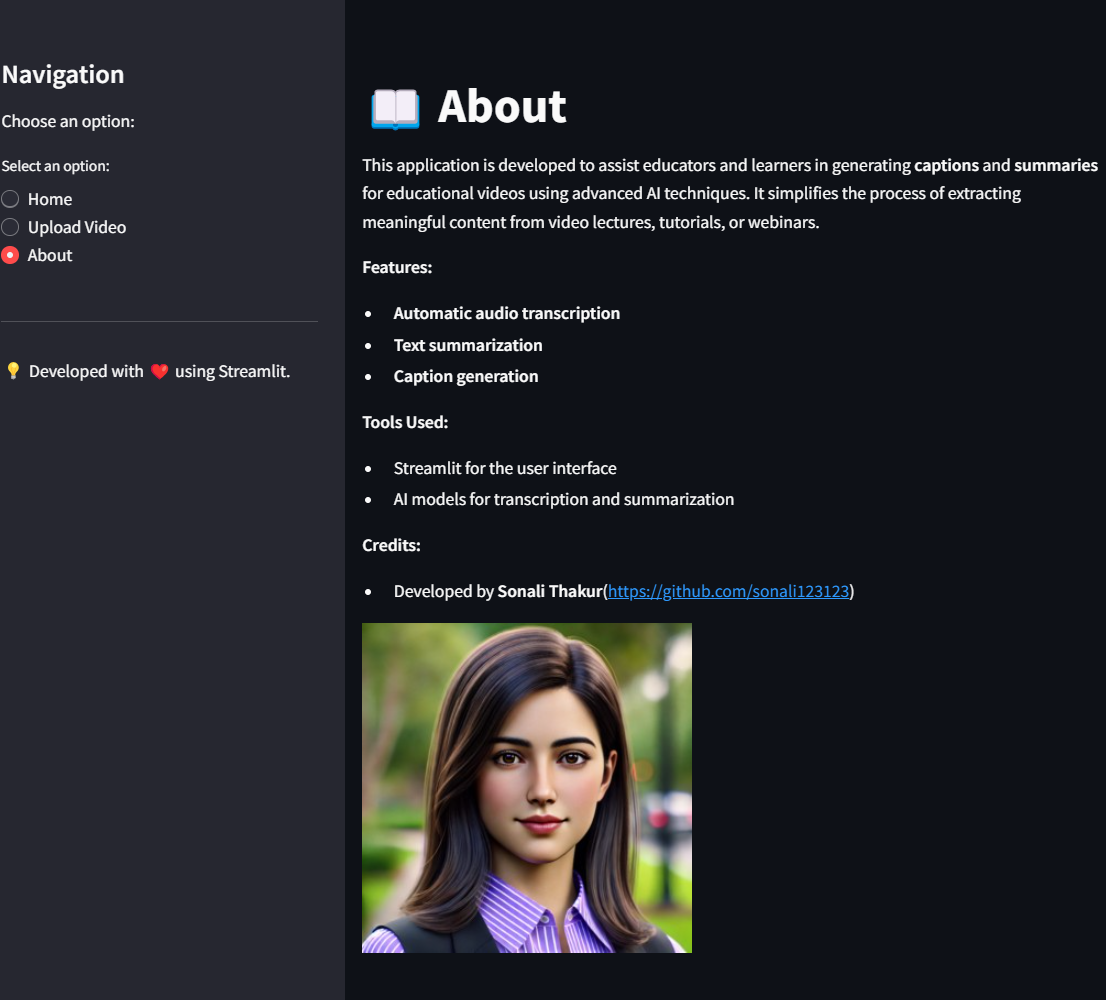 Navigation
Choose an option:
Select an option:
Home
Upload Video
About
💡 Developed with ❤️ using Streamlit.
📖 About
This application is developed to assist educators and learners in generating captions and summaries
for educational videos using advanced AI techniques. It simplifies the process of extracting
meaningful content from video lectures, tutorials, or webinars.
Features:
• Automatic audio transcription
• Text summarization
• Caption generation
Tools Used:
• Streamlit for the user interface
• AI models for transcription and summarization
Credits:
• Developed by Sonali Thakur(https://github.com/sonali123123)